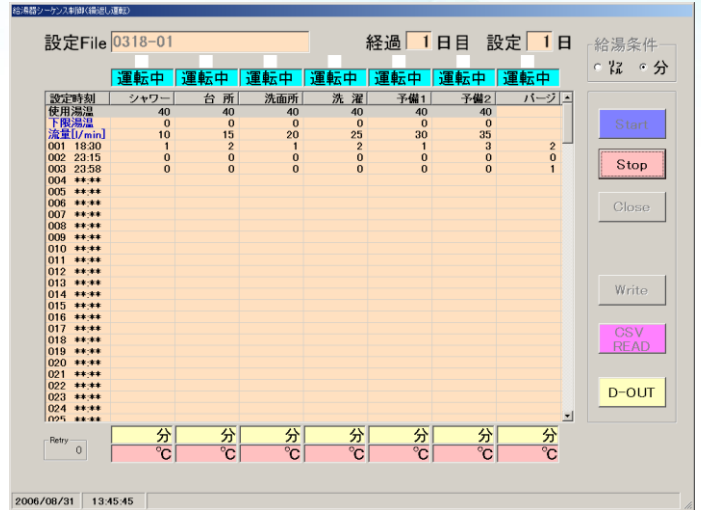 給湯器シーケンス制御(繰返し運転)
設定File 0318-01 経過 1 日目 設定 1 日
給湯条件
分
運転中 運転中 運転中 運転中 運転中 運転中 運転中
設定時刻 シャワー 台 所 洗面所 洗 濯 予備1 予備2 パージ
使用湯温 40 40 40 40 40 40
下限湯温 0 0 0 0 0 0
流量[l/min] 10 15 20 25 30 35
001 18:30 1 2 1 2 1 3 2
002 23:15 0 0 0 0 0 0 0
003 23:58 0 0 0 0 0 0 1
004 **:**
005 **:**
006 **:**
007 **:**
008 **:**
009 **:**
010 **:**
011 **:**
012 **:**
013 **:**
014 **:**
015 **:**
016 **:**
017 **:**
018 **:**
019 **:**
020 **:**
021 **:**
022 **:**
023 **:**
024 **:**
025 **:**
Start
Stop
Close
Write
CSV
READ
D-OUT
Retry
0
分 分 分 分 分 分 分
℃ ℃ ℃ ℃ ℃ ℃ ℃
2006/08/31 13:45:45